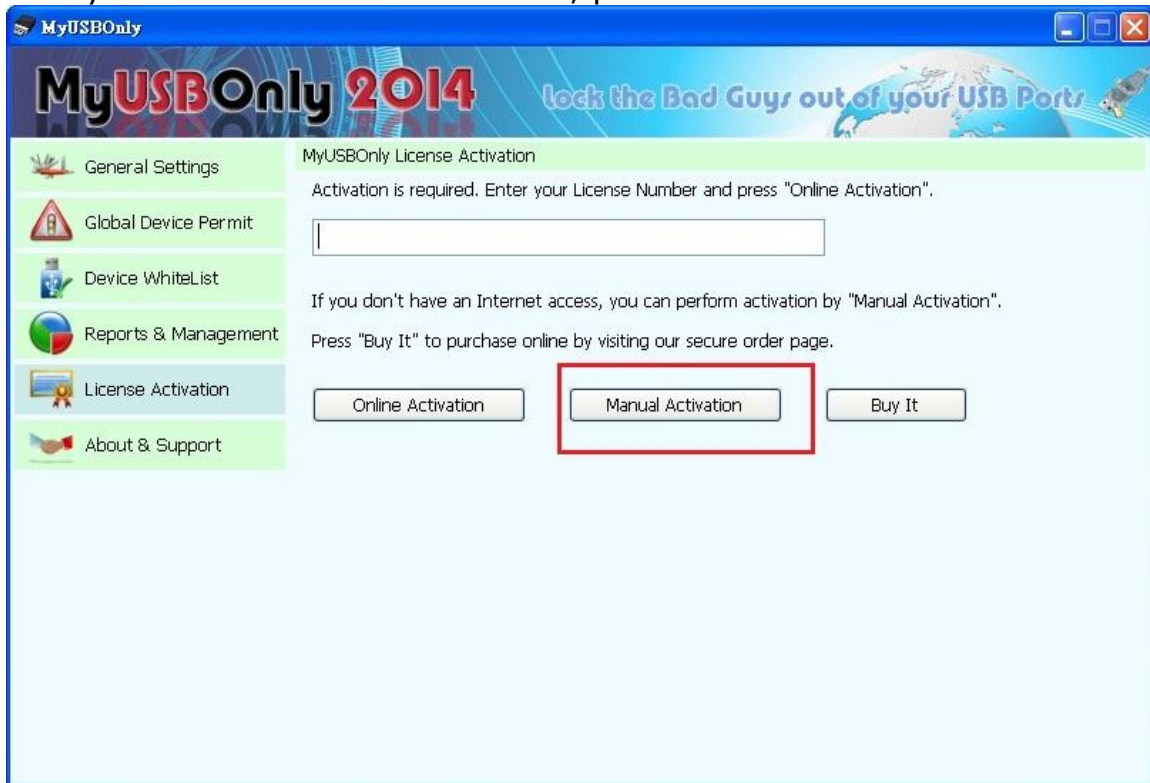 MyUSBOnly
MyUSBOnly 2014
Lock the Bad Guys out of your USB Ports
General Settings
Global Device Permit
Device WhiteList
Reports & Management
License Activation
About & Support
MyUSBOnly License Activation
Activation is required. Enter your License Number and press "Online Activation".
If you don't have an Internet access, you can perform activation by "Manual Activation".
Press "Buy It" to purchase online by visiting our secure order page.
Online Activation
Manual Activation
Buy It